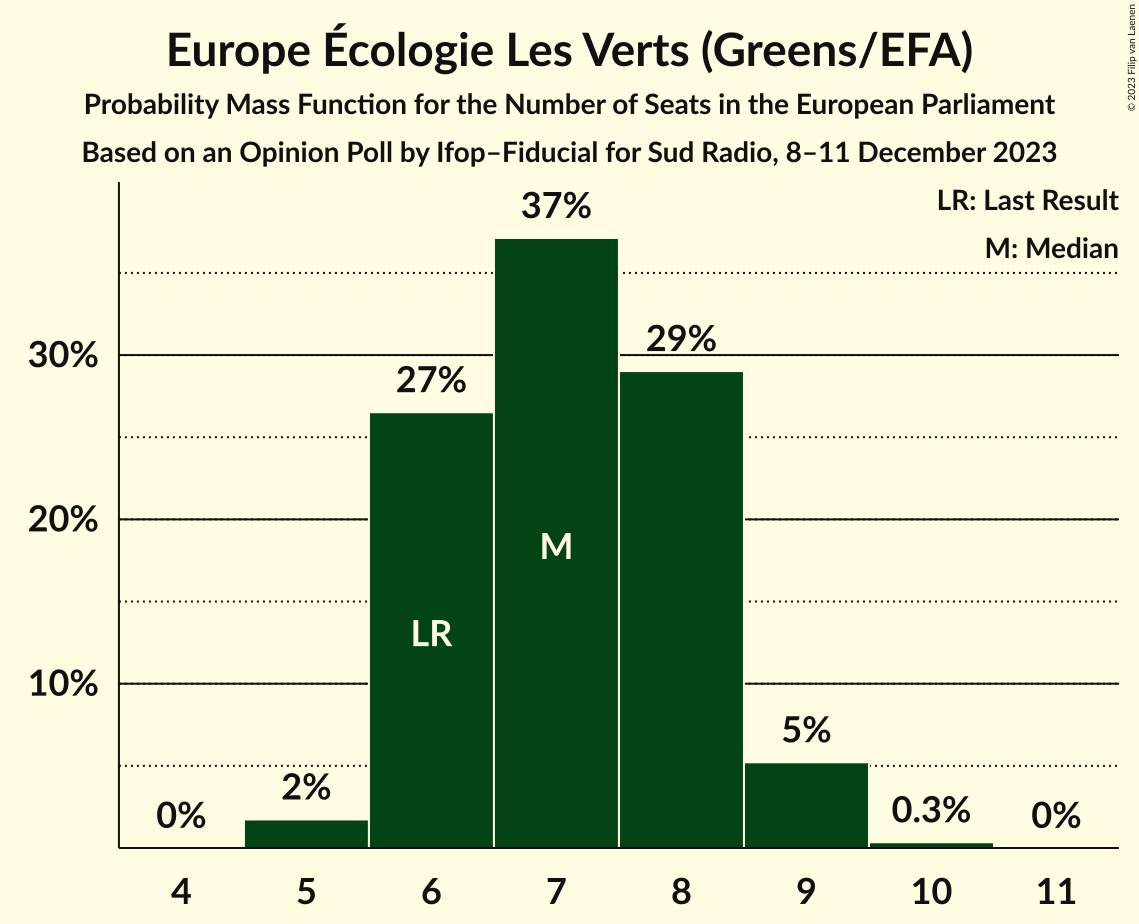 Europe Écologie Les Verts (Greens/EFA)
Probability Mass Function for the Number of Seats in the European Parliament
Based on an Opinion Poll by Ifop–Fiducial for Sud Radio, 8–11 December 2023
© 2023 Filip van Laenen
LR: Last Result
M: Median
37%
29%
30%
27%
20%
M
LR
10%
5%
2%
0%
0.3%
0%
4 5 6 7 8 9 10 11